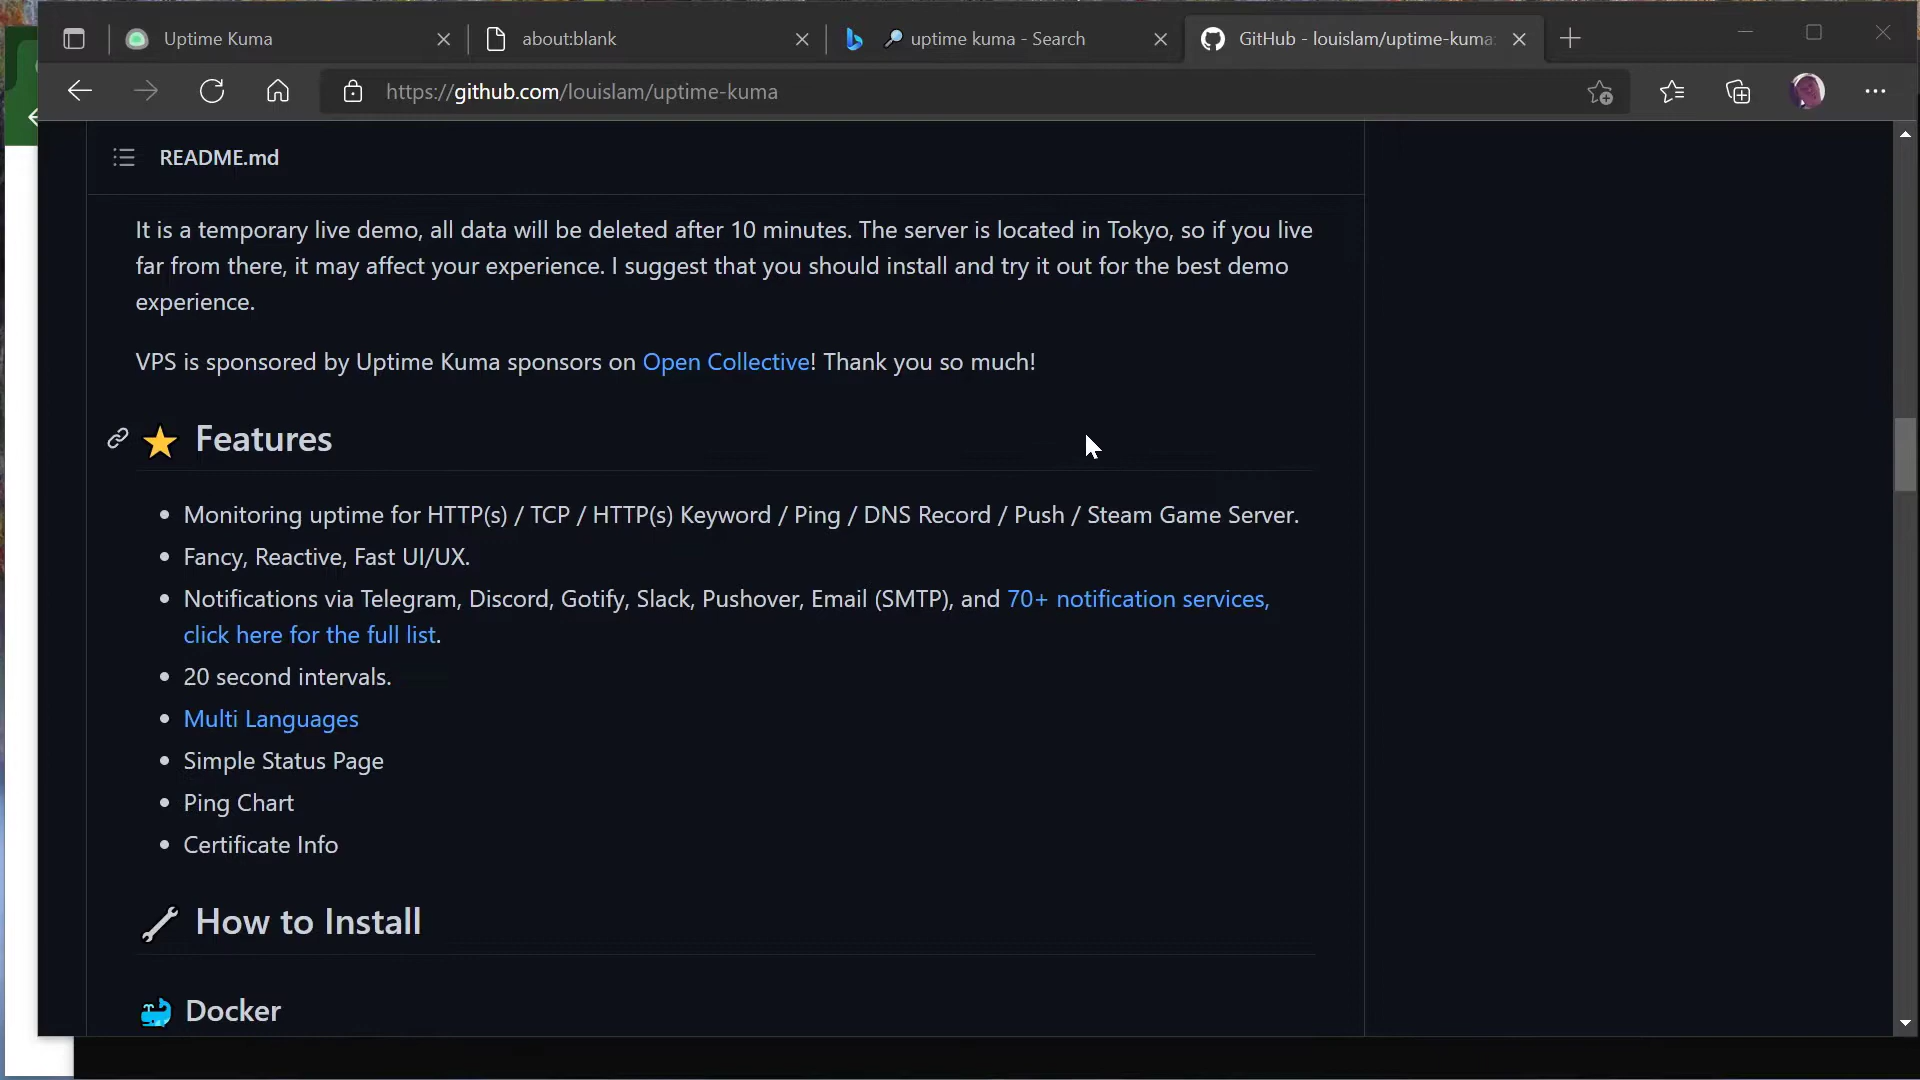 Uptime Kuma
about:blank
uptime kuma - Search
GitHub - louislam/uptime-kuma:
https://github.com/louislam/uptime-kuma
README.md
It is a temporary live demo, all data will be deleted after 10 minutes. The server is located in Tokyo, so if you live
far from there, it may affect your experience. I suggest that you should install and try it out for the best demo
experience.
VPS is sponsored by Uptime Kuma sponsors on Open Collective! Thank you so much!
Features
Monitoring uptime for HTTP(s) / TCP / HTTP(s) Keyword / Ping / DNS Record / Push / Steam Game Server.
Fancy, Reactive, Fast UI/UX.
Notifications via Telegram, Discord, Gotify, Slack, Pushover, Email (SMTP), and 70+ notification services,
click here for the full list.
20 second intervals.
Multi Languages
Simple Status Page
Ping Chart
Certificate Info
How to Install
Docker